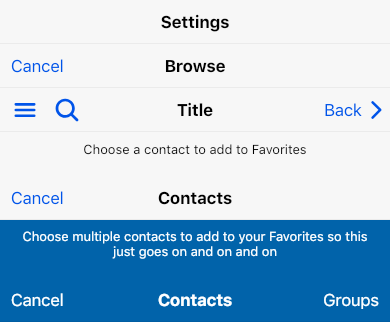 Settings
Cancel Browse
Title Back
Choose a contact to add to Favorites
Cancel Contacts
Choose multiple contacts to add to your Favorites so this
just goes on and on and on
Cancel Contacts Groups